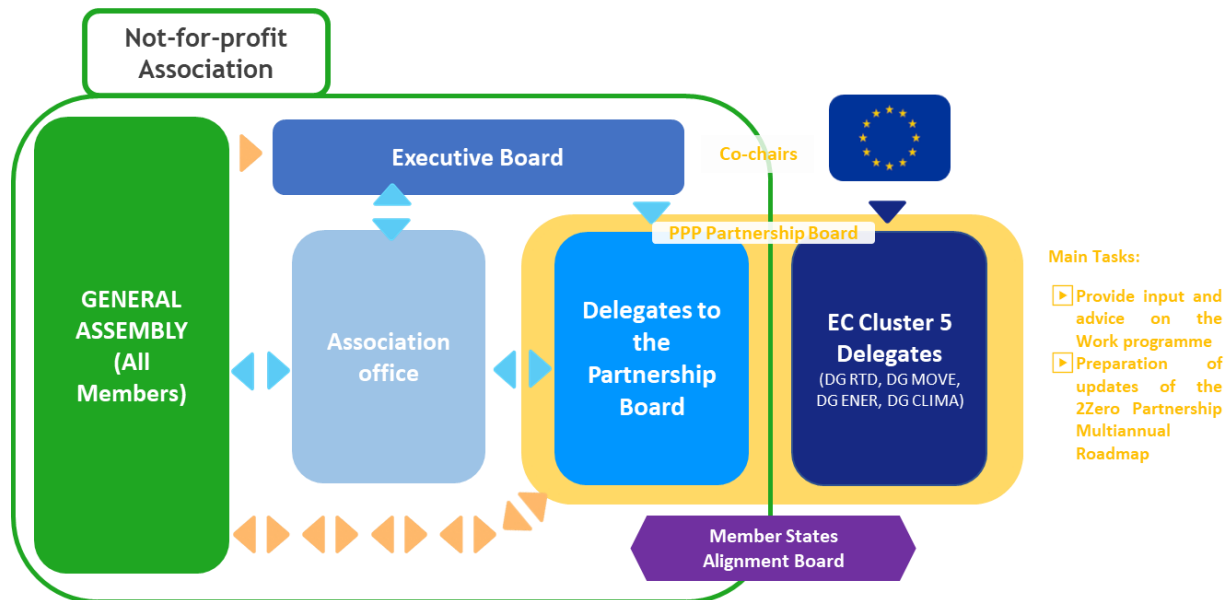 Not-for-profit
Association
Executive Board
Co-chairs
PPP Partnership Board
GENERAL
ASSEMBLY
(All
Members)
Association
office
Delegates to
the
Partnership
Board
EC Cluster 5
Delegates
(DG RTD, DG MOVE,
DG ENER, DG CLIMA)
Main Tasks:
Provide input and
advice on the
Work programme
Preparation of
updates of the
2Zero Partnership
Multiannual
Roadmap
Member States
Alignment Board